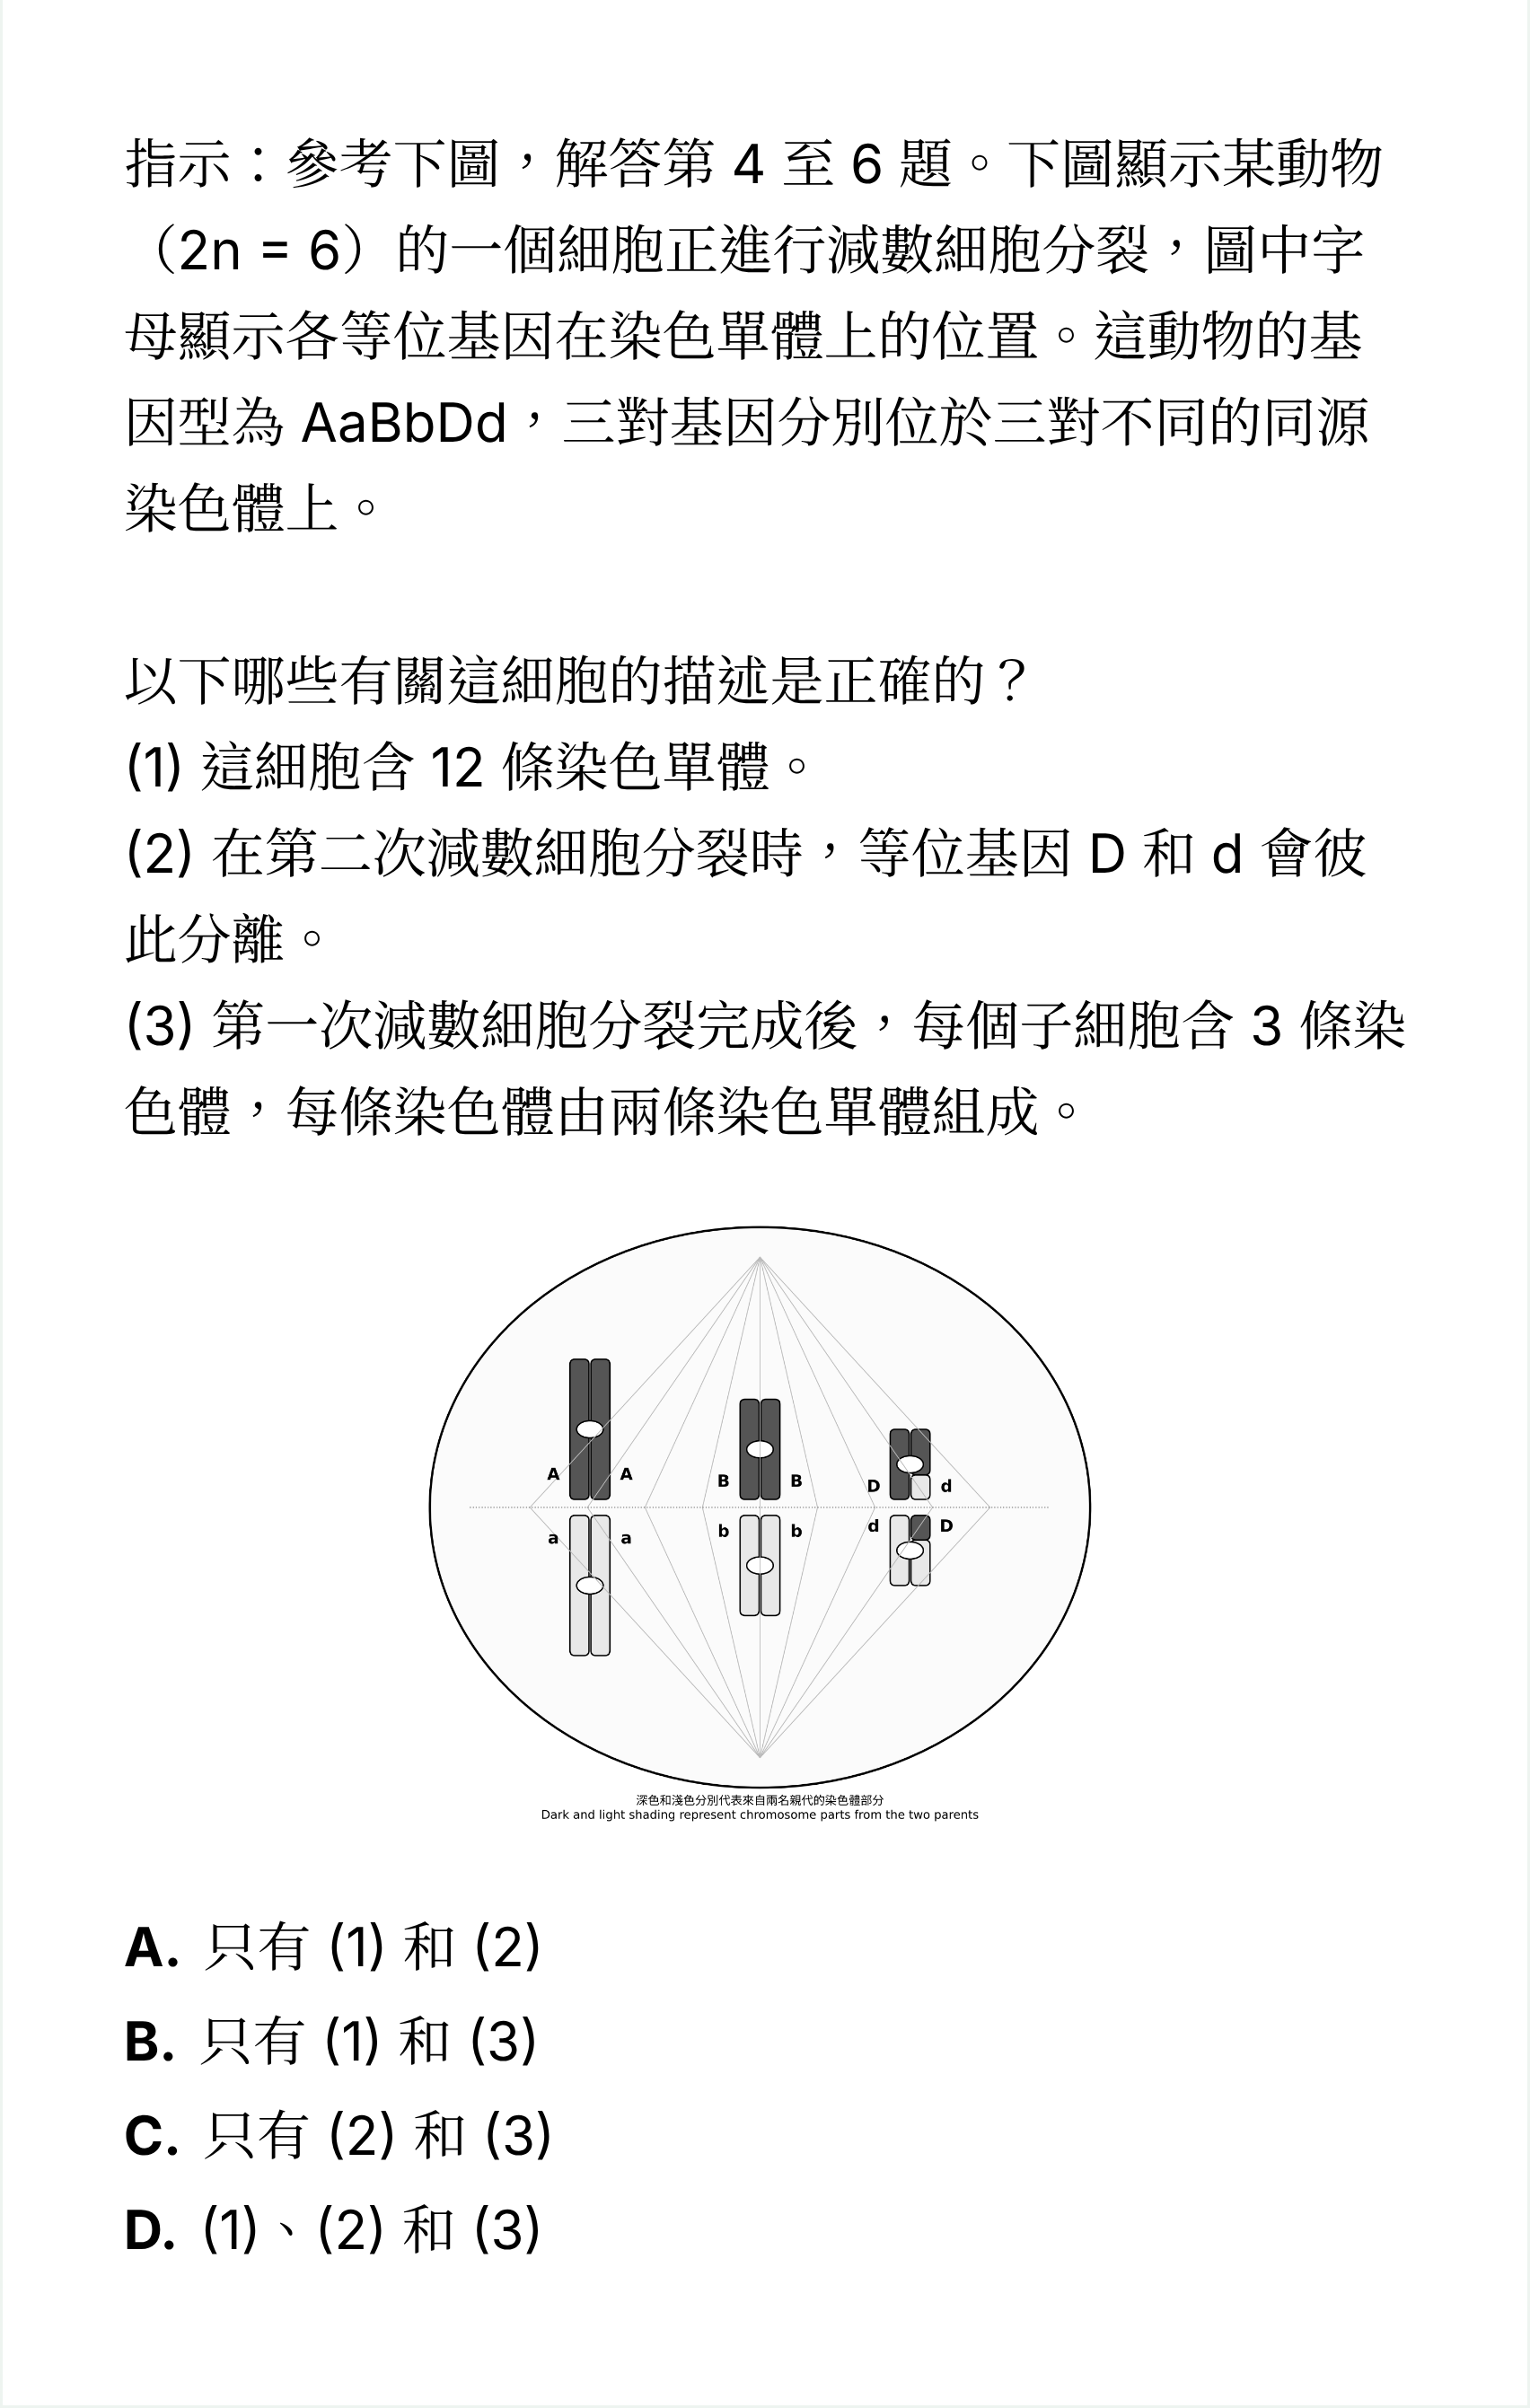 指示：參考下圖，解答第 4 至 6 題。下圖顯示某動物
（2n = 6）的一個細胞正進行減數細胞分裂，圖中字
母顯示各等位基因在染色單體上的位置。這動物的基
因型為 AaBbDd，三對基因分別位於三對不同的同源
染色體上。
以下哪些有關這細胞的描述是正確的？
(1) 這細胞含 12 條染色單體。
(2) 在第二次減數細胞分裂時，等位基因 D 和 d 會彼
此分離。
(3) 第一次減數細胞分裂完成後，每個子細胞含 3 條染
色體，每條染色體由兩條染色單體組成。
A A B B D d
a a b b d D
深色和淺色分別代表來自兩名親代的染色體部分
Dark and light shading represent chromosome parts from the two parents
A. 只有 (1) 和 (2)
B. 只有 (1) 和 (3)
C. 只有 (2) 和 (3)
D. (1)、(2) 和 (3)